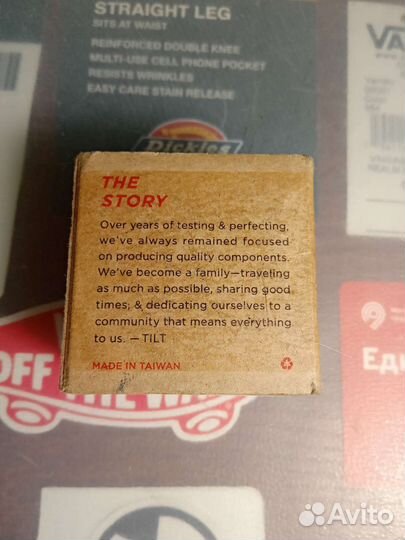 STRAIGHT LEG
SITS AT WAIST
REINFORCED DOUBLE KNEE
MULTI-USE CELL PHONE POCKET
RESISTS WRINKLES
EASY CARE STAIN RELEASE
Dickies
THE
STORY
Over years of testing & perfecting,
we've always remained focused
on producing quality components.
We've become a family—traveling
as much as possible, sharing good
times, & dedicating ourselves to a
community that means everything
to us. — TILT
MADE IN TAIWAN
OFF THE WALL
Avito